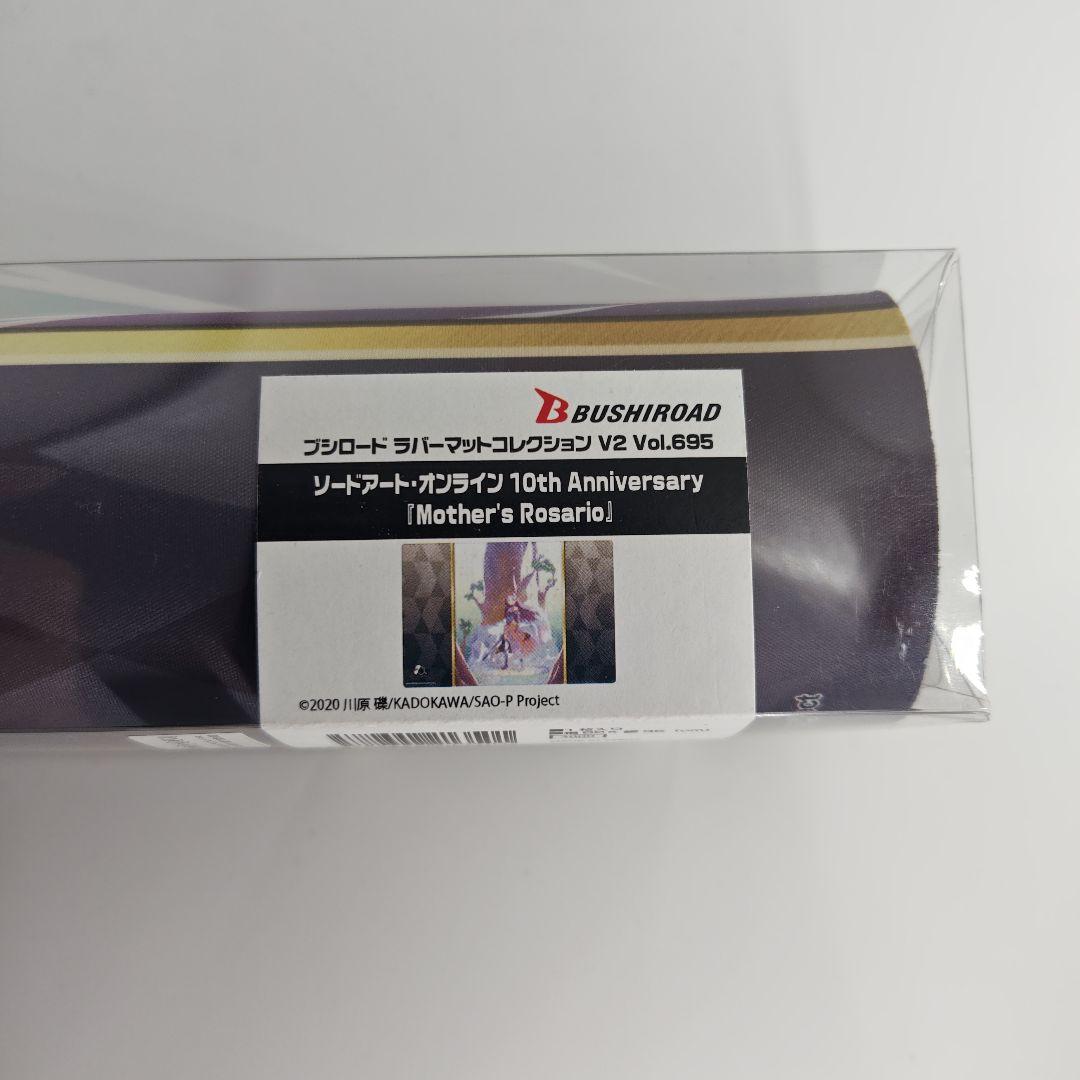 BUSHIROAD
ブシロード ラバーマットコレクション V2 Vol.695
ソードアート・オンライン 10th Anniversary
『Mother's Rosario』
©2020 川原 礫/KADOKAWA/SAO-P Project